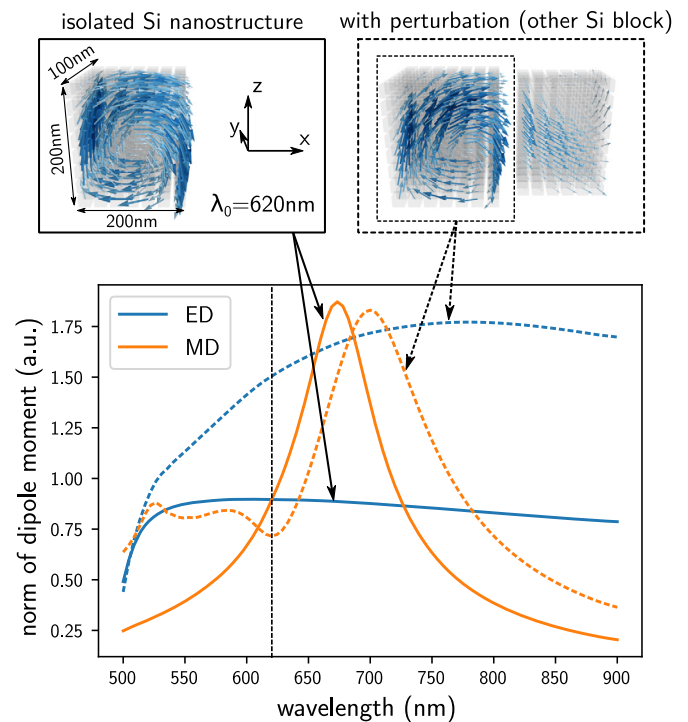 isolated Si nanostructure
with perturbation (other Si block)
100nm
200nm
200nm
z
y
x
λ₀=620nm
norm of dipole moment (a.u.)
ED
MD
1.75
1.50
1.25
1.00
0.75
0.50
0.25
500 550 600 650 700 750 800 850 900
wavelength (nm)